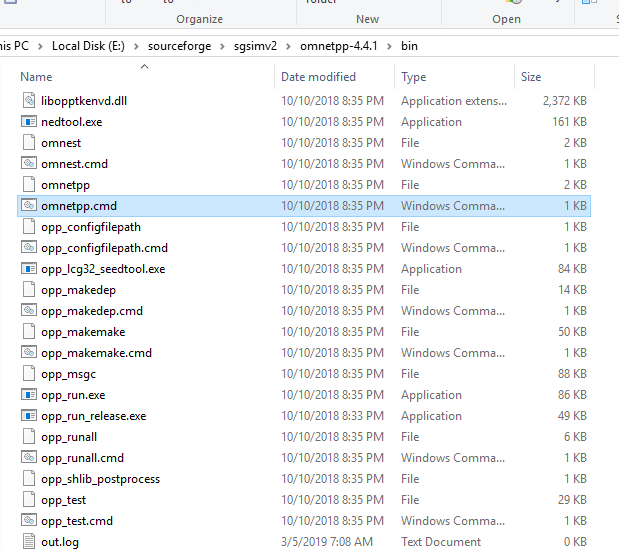 Organize New Open
his PC > Local Disk (E:) > sourceforge > sgsimv2 > omnetpp-4.4.1 > bin
Name Date modified Type Size
libopptkenvd.dll 10/10/2018 8:35 PM Application extens... 2,372 KB
nedtool.exe 10/10/2018 8:35 PM Application 161 KB
omnest 10/10/2018 8:35 PM File 2 KB
omnest.cmd 10/10/2018 8:35 PM Windows Comma... 1 KB
omnetpp 10/10/2018 8:35 PM File 2 KB
omnetpp.cmd 10/10/2018 8:35 PM Windows Comma... 1 KB
opp_configfilepath 10/10/2018 8:35 PM File 1 KB
opp_configfilepath.cmd 10/10/2018 8:35 PM Windows Comma... 1 KB
opp_lcg32_seedtool.exe 10/10/2018 8:35 PM Application 84 KB
opp_makedep 10/10/2018 8:35 PM File 14 KB
opp_makedep.cmd 10/10/2018 8:35 PM Windows Comma... 1 KB
opp_makemake 10/10/2018 8:35 PM File 50 KB
opp_makemake.cmd 10/10/2018 8:35 PM Windows Comma... 1 KB
opp_msgc 10/10/2018 8:35 PM File 88 KB
opp_run.exe 10/10/2018 8:35 PM Application 86 KB
opp_run_release.exe 10/10/2018 8:33 PM Application 49 KB
opp_runall 10/10/2018 8:35 PM File 6 KB
opp_runall.cmd 10/10/2018 8:35 PM Windows Comma... 1 KB
opp_shlib_postprocess 10/10/2018 8:35 PM File 1 KB
opp_test 10/10/2018 8:35 PM File 29 KB
opp_test.cmd 10/10/2018 8:35 PM Windows Comma... 1 KB
out.log 3/5/2019 7:08 AM Text Document 0 KB